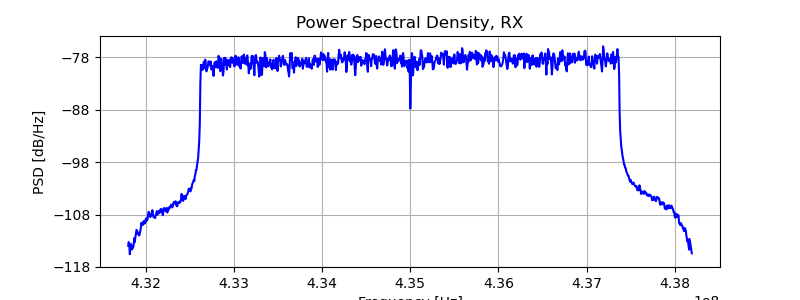 Power Spectral Density, RX
PSD [dB/Hz]
−78
−88
−98
−108
−118
4.32 4.33 4.34 4.35 4.36 4.37 4.38
Frequency [Hz]
1e8